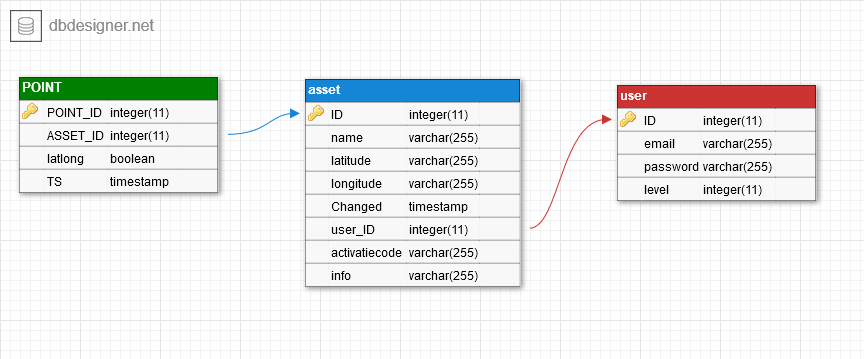 dbdesigner.net
POINT
POINT_ID integer(11)
ASSET_ID integer(11)
latlong boolean
TS timestamp
asset
ID integer(11)
name varchar(255)
latitude varchar(255)
longitude varchar(255)
Changed timestamp
user_ID integer(11)
activatiecode varchar(255)
info varchar(255)
user
ID integer(11)
email varchar(255)
password varchar(255)
level integer(11)